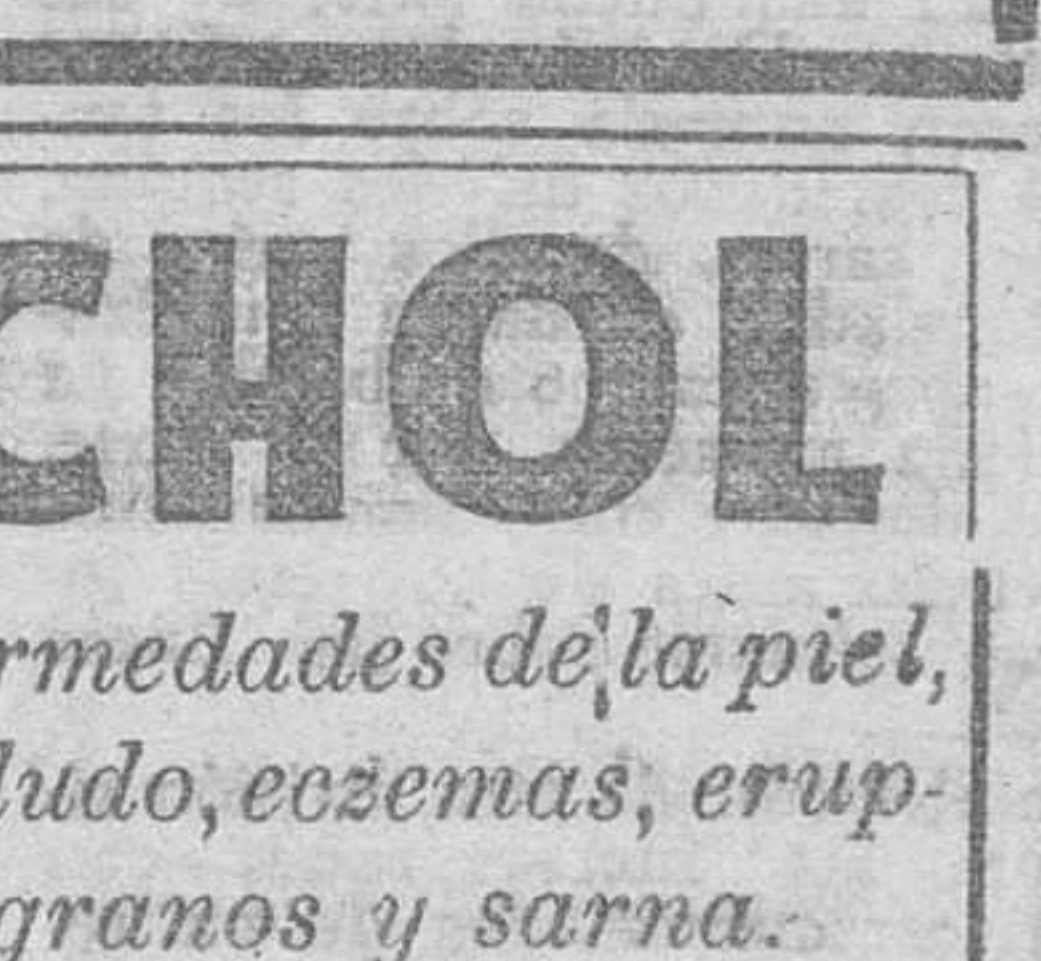 CHOL
rmedades de la piel,
ludo, eczemas, erup-
granos y sarna.